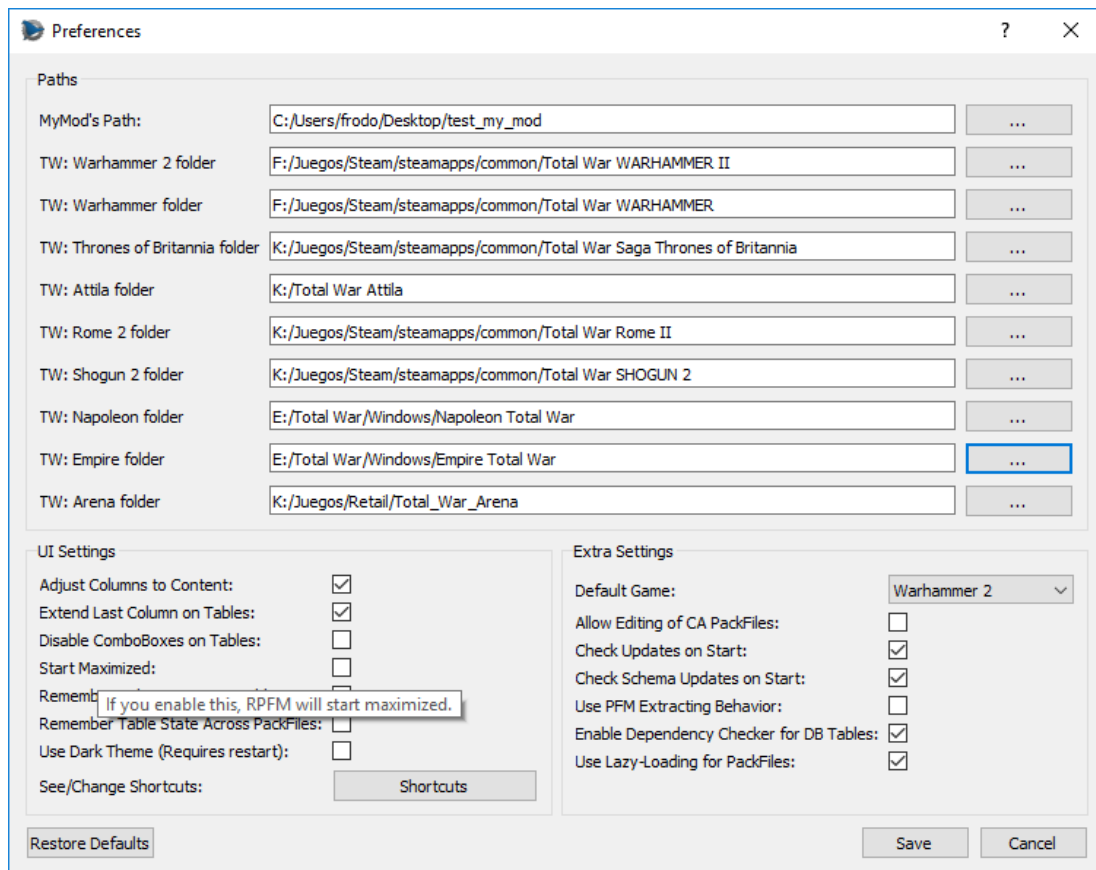 Preferences
?
Paths
MyMod's Path: C:/Users/frodo/Desktop/test_my_mod ...
TW: Warhammer 2 folder F:/Juegos/Steam/steamapps/common/Total War WARHAMMER II ...
TW: Warhammer folder F:/Juegos/Steam/steamapps/common/Total War WARHAMMER ...
TW: Thrones of Britannia folder K:/Juegos/Steam/steamapps/common/Total War Saga Thrones of Britannia ...
TW: Attila folder K:/Total War Attila ...
TW: Rome 2 folder K:/Juegos/Steam/steamapps/common/Total War Rome II ...
TW: Shogun 2 folder K:/Juegos/Steam/steamapps/common/Total War SHOGUN 2 ...
TW: Napoleon folder E:/Total War/Windows/Napoleon Total War ...
TW: Empire folder E:/Total War/Windows/Empire Total War ...
TW: Arena folder K:/Juegos/Retail/Total_War_Arena ...
UI Settings
Adjust Columns to Content:
Extend Last Column on Tables:
Disable ComboBoxes on Tables:
Start Maximized:
If you enable this, RPFM will start maximized.
Remember Table State Across PackFiles:
Use Dark Theme (Requires restart):
See/Change Shortcuts: Shortcuts
Extra Settings
Default Game: Warhammer 2
Allow Editing of CA PackFiles:
Check Updates on Start:
Check Schema Updates on Start:
Use PFM Extracting Behavior:
Enable Dependency Checker for DB Tables:
Use Lazy-Loading for PackFiles:
Restore Defaults
Save
Cancel